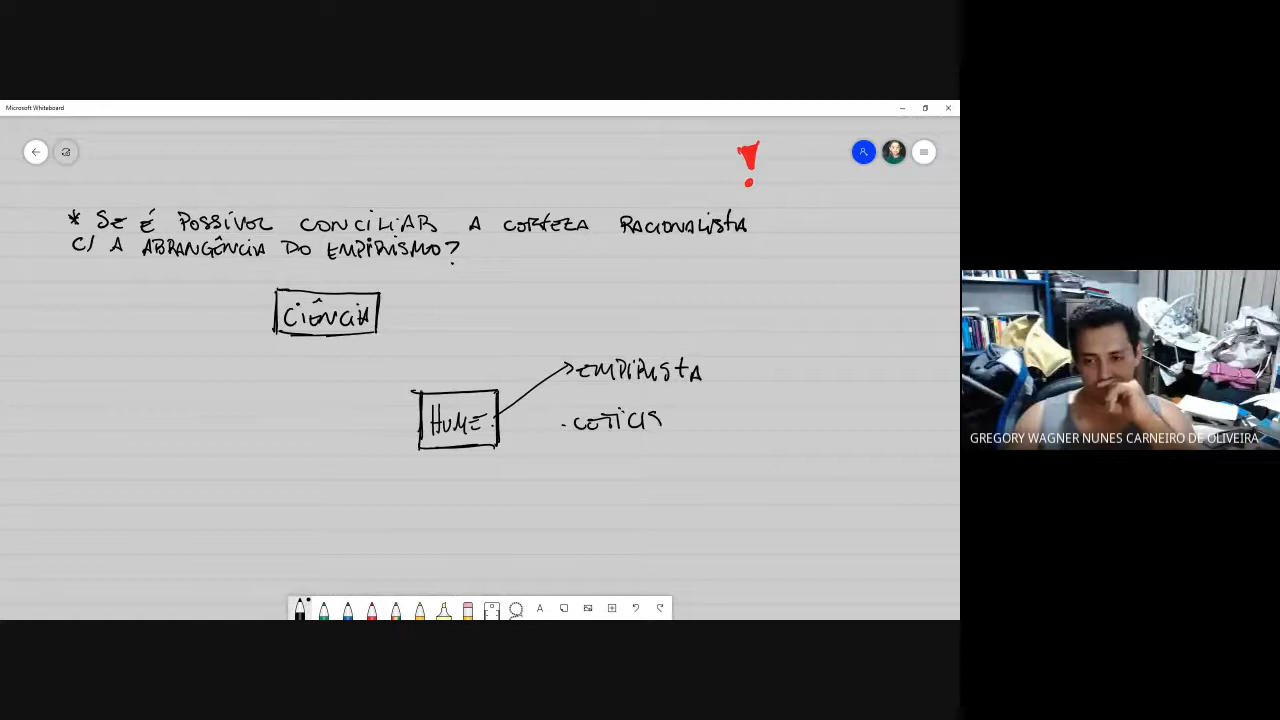 Microsoft Whiteboard
!
* SE É POSSÍVEL CONCILIAR A CERTEZA RACIONALISTA
C/ A ABRANGÊNCIA DO EMPIRISMO?
CIÊNCIA
EMPIRISTA
HUME
GREGORY WAGNER NUNES CARNEIRO DE OLIVEIRA
A